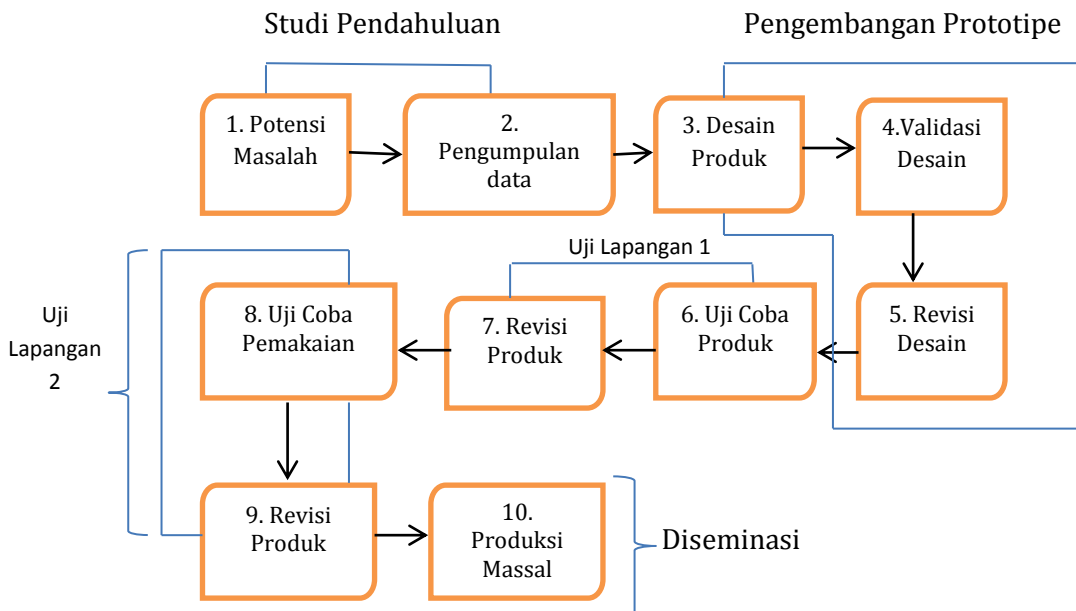 Studi Pendahuluan
Pengembangan Prototipe
1. Potensi
Masalah
2.
Pengumpulan
data
3. Desain
Produk
4.Validasi
Desain
Uji Lapangan 1
5. Revisi
Desain
6. Uji Coba
Produk
7. Revisi
Produk
8. Uji Coba
Pemakaian
Uji
Lapangan
2
9. Revisi
Produk
10.
Produksi
Massal
Diseminasi